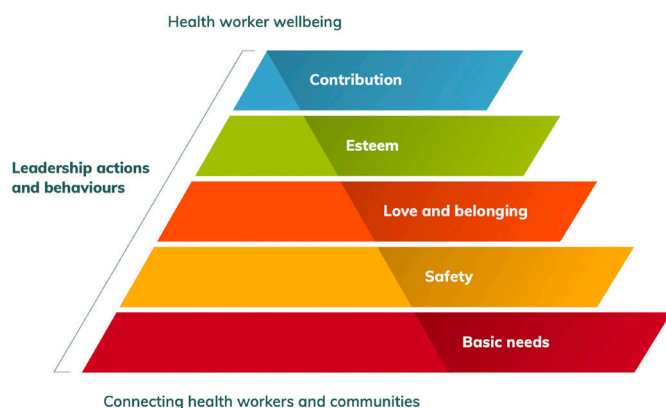 Health worker wellbeing
Contribution
Esteem
Leadership actions
and behaviours
Love and belonging
Safety
Basic needs
Connecting health workers and communities